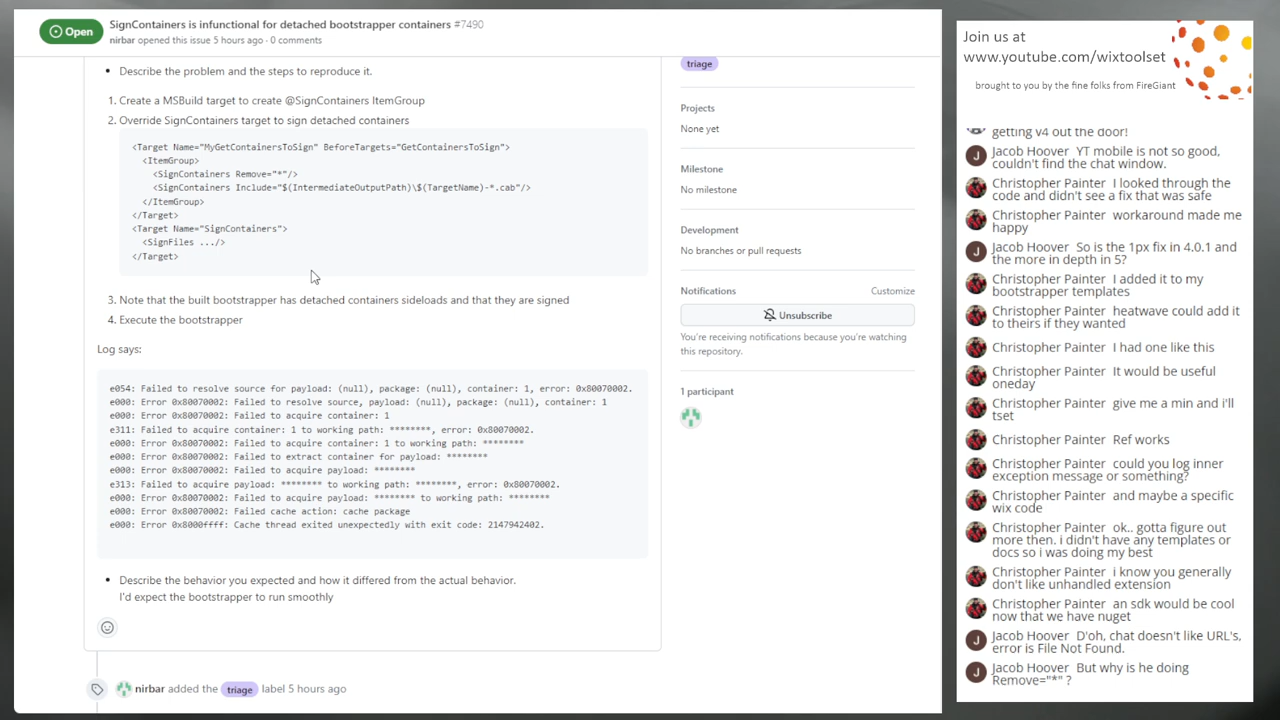 Open
SignContainers is infunctional for detached bootstrapper containers #7490
nirbar opened this issue 5 hours ago · 0 comments
• Describe the problem and the steps to reproduce it.
1. Create a MSBuild target to create @SignContainers ItemGroup
2. Override SignContainers target to sign detached containers
<Target Name="MyGetContainersToSign" BeforeTargets="GetContainersToSign">
<ItemGroup>
<SignContainers Remove="*"/>
<SignContainers Include="$(IntermediateOutputPath)\$(TargetName)-*.cab"/>
</ItemGroup>
</Target>
<Target Name="SignContainers">
<SignFiles .../>
</Target>
3. Note that the built bootstrapper has detached containers sideloads and that they are signed
4. Execute the bootstrapper
Log says:
e054: Failed to resolve source for payload: (null), package: (null), container: 1, error: 0x80070002.
e000: Error 0x80070002: Failed to resolve source, payload: (null), package: (null), container: 1
e000: Error 0x80070002: Failed to acquire container: 1
e311: Failed to acquire container: 1 to working path: ********, error: 0x80070002.
e000: Error 0x80070002: Failed to acquire container: 1 to working path: ********
e000: Error 0x80070002: Failed to extract container for payload: ********
e000: Error 0x80070002: Failed to acquire payload: ********
e313: Failed to acquire payload: ******** to working path: ********, error: 0x80070002.
e000: Error 0x80070002: Failed to acquire payload: ******** to working path: ********
e000: Error 0x80070002: Failed cache action: cache package
e000: Error 0x8000ffff: Cache thread exited unexpectedly with exit code: 2147942402.
• Describe the behavior you expected and how it differed from the actual behavior.
I'd expect the bootstrapper to run smoothly
nirbar added the triage label 5 hours ago
triage
Projects
None yet
Milestone
No milestone
Development
No branches or pull requests
Notifications
Customize
Unsubscribe
You're receiving notifications because you're watching
this repository.
1 participant
Join us at
www.youtube.com/wixtoolset
brought to you by the fine folks from FireGiant
getting v4 out the door!
J
Jacob Hoover YT mobile is not so good,
couldn't find the chat window.
Christopher Painter I looked through the
code and didn't see a fix that was safe
Christopher Painter workaround made me
happy
J
Jacob Hoover So is the 1px fix in 4.0.1 and
the more in depth in 5?
Christopher Painter I added it to my
bootstrapper templates
Christopher Painter heatwave could add it
to theirs if they wanted
Christopher Painter I had one like this
Christopher Painter It would be useful
oneday
Christopher Painter give me a min and i'll
tset
Christopher Painter Ref works
Christopher Painter could you log inner
exception message or something?
Christopher Painter and maybe a specific
wix code
Christopher Painter ok.. gotta figure out
more then. i didn't have any templates or
docs so i was doing my best
Christopher Painter i know you generally
don't like unhandled extension
Christopher Painter an sdk would be cool
now that we have nuget
J
Jacob Hoover D'oh, chat doesn't like URL's,
error is File Not Found.
J
Jacob Hoover But why is he doing
Remove="*" ?